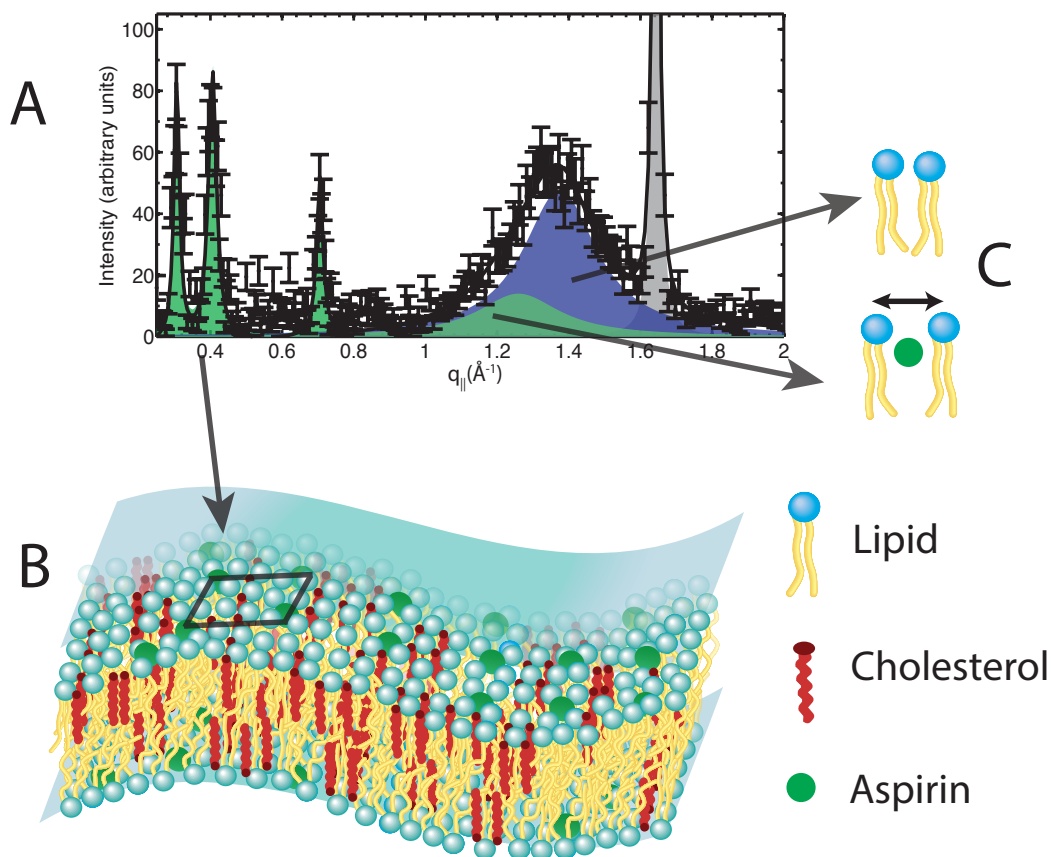 A
Intensity (arbitrary units)
100
80
60
40
20
0
0.4 0.6 0.8 1 1.2 1.4 1.6 1.8 2
q||(Å-1)
C
B
Lipid
Cholesterol
Aspirin